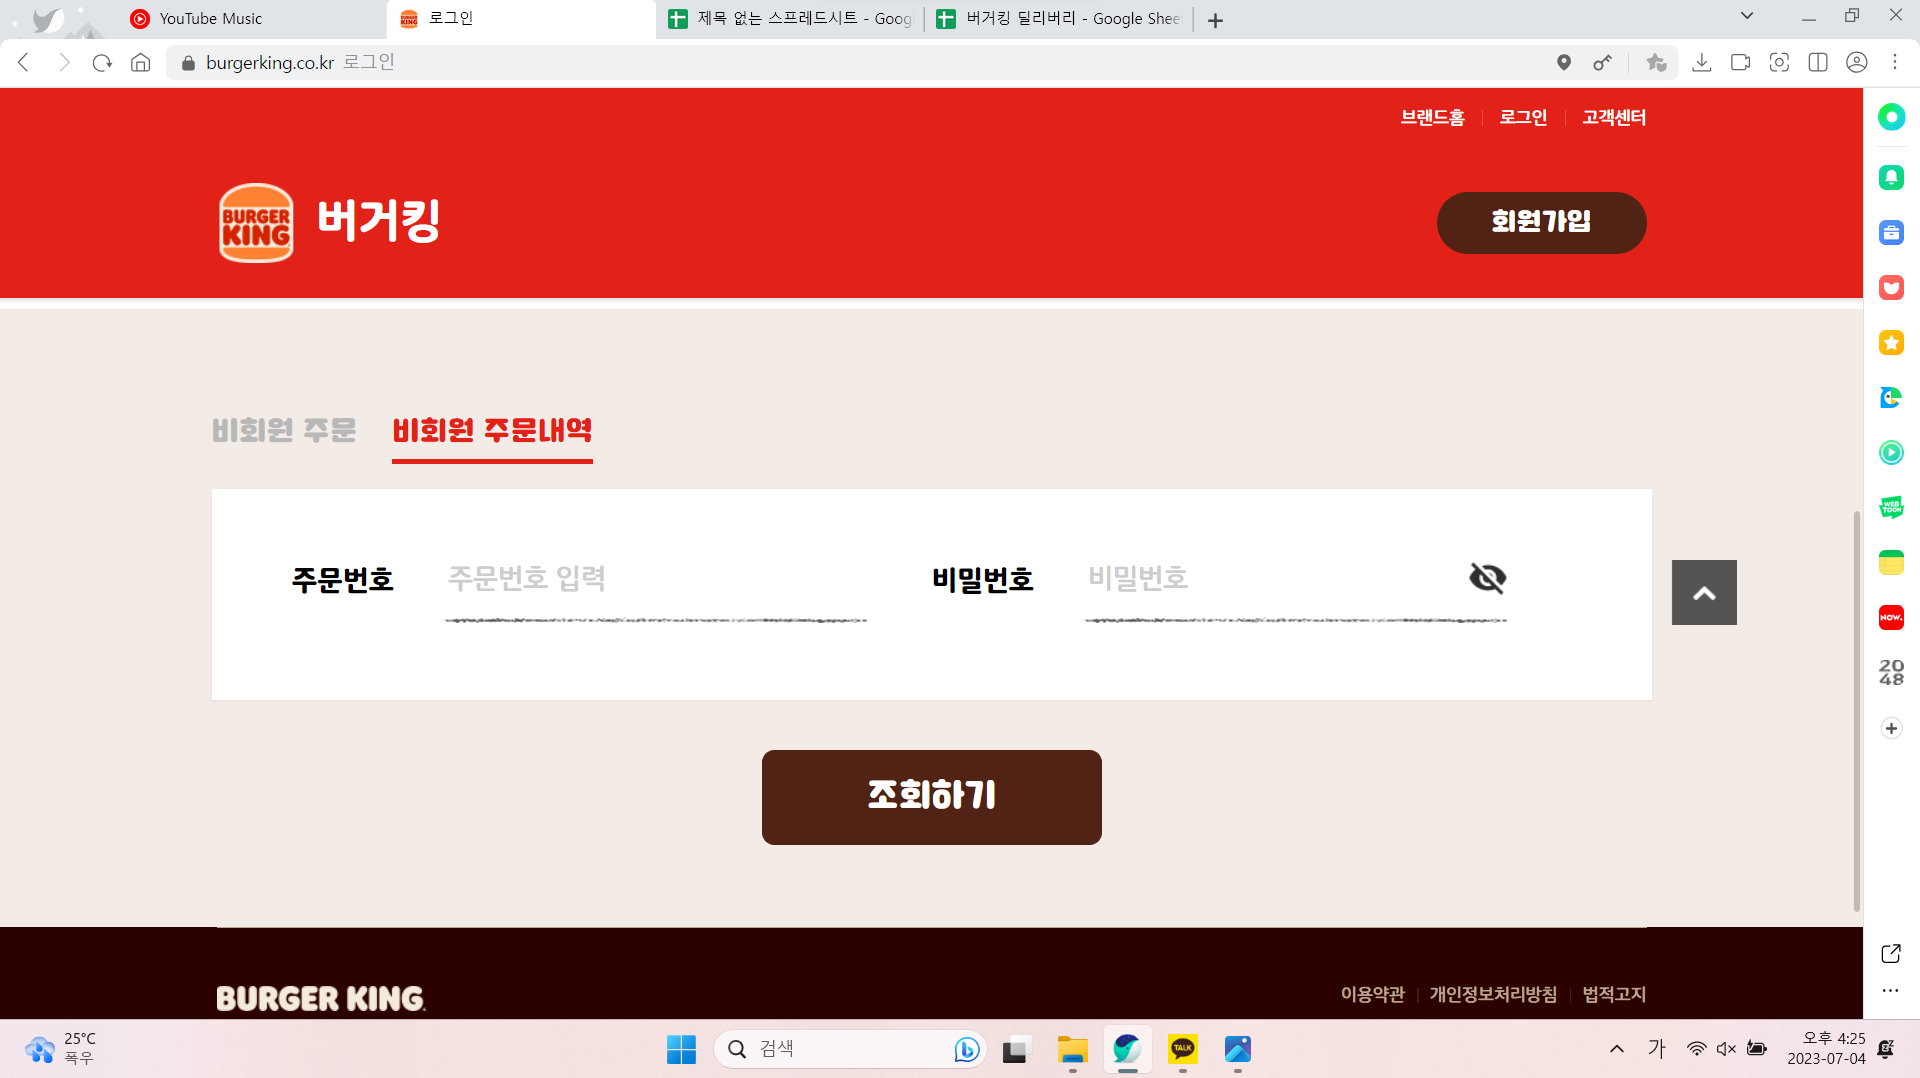 YouTube Music
로그인
제목 없는 스프레드시트 - Goog
버거킹 딜리버리 - Google Shee
burgerking.co.kr 로그인
브랜드홈 로그인 고객센터
BURGER KING
버거킹
회원가입
비회원 주문 비회원 주문내역
주문번호 주문번호 입력 비밀번호 비밀번호
조회하기
BURGER KING
이용약관 개인정보처리방침 법적고지
WEB TOON
NOW.
20
48
25°C
폭우
검색
TALK
가
오후 4:25
2023-07-04